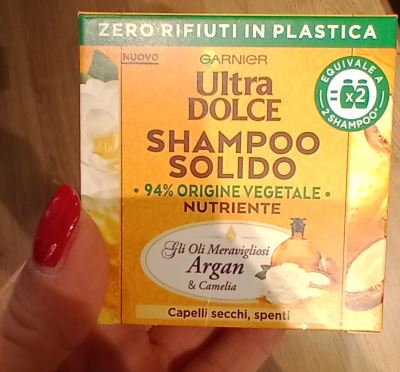 ZERO RIFIUTI IN PLASTICA
NUOVO
GARNIER
Ultra
DOLCE
EQUIVALE A
x2
2 SHAMPOO*
SHAMPOO
SOLIDO
• 94% ORIGINE VEGETALE •
NUTRIENTE
Gli Oli Meravigliosi
Argan
& Camelia
Capelli secchi, spenti